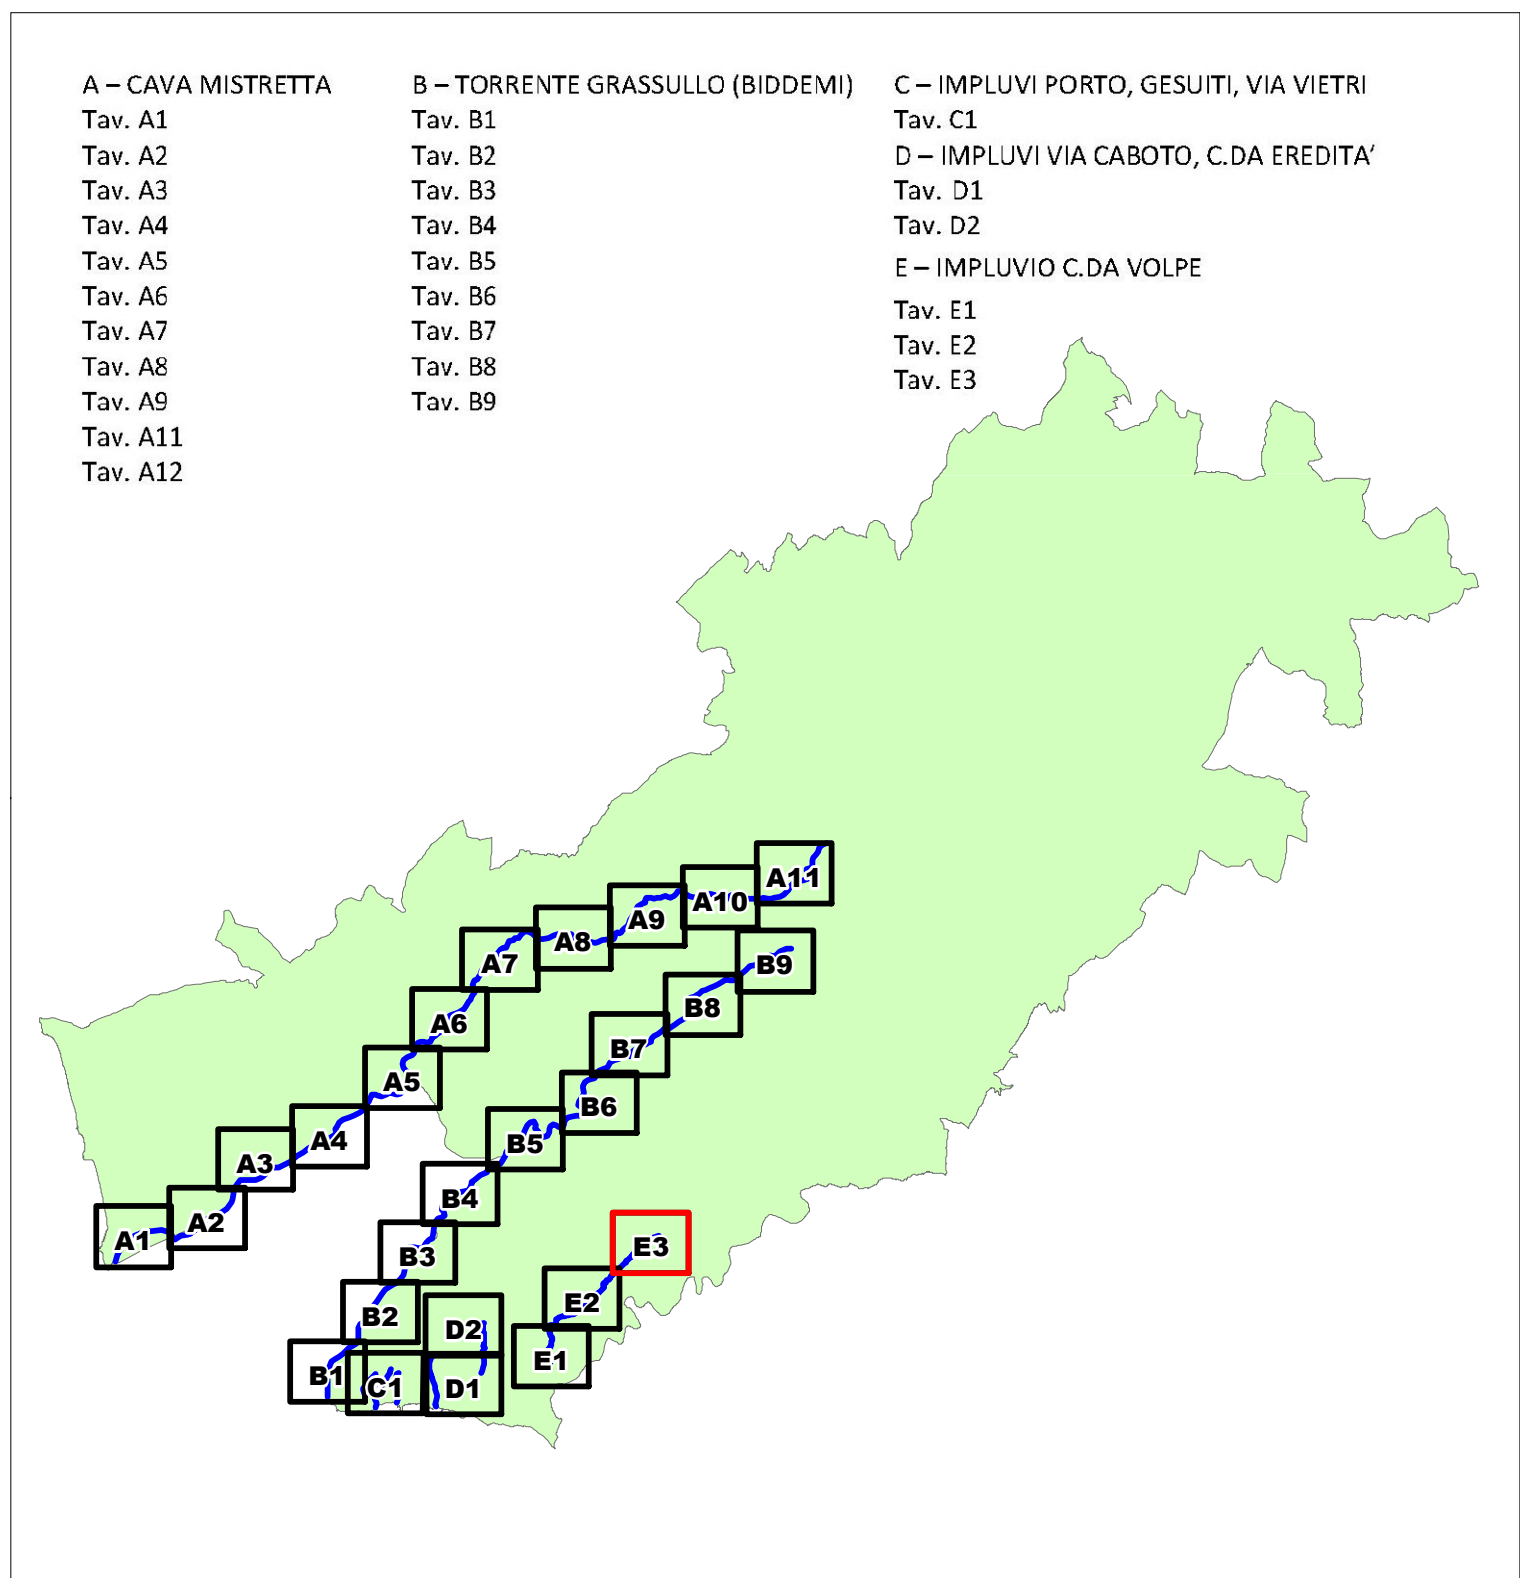 A – CAVA MISTRETTA
Tav. A1
Tav. A2
Tav. A3
Tav. A4
Tav. A5
Tav. A6
Tav. A7
Tav. A8
Tav. A9
Tav. A11
Tav. A12
B – TORRENTE GRASSULLO (BIDDEMI)
Tav. B1
Tav. B2
Tav. B3
Tav. B4
Tav. B5
Tav. B6
Tav. B7
Tav. B8
Tav. B9
C – IMPLUVI PORTO, GESUITI, VIA VIETRI
Tav. C1
D – IMPLUVI VIA CABOTO, C.DA EREDITA’
Tav. D1
Tav. D2
E – IMPLUVIO C.DA VOLPE
Tav. E1
Tav. E2
Tav. E3
A11
A10
A9
A8
A7
B9
B8
A6
B7
A5
B6
A4
B5
A3
B4
A2
A1
B3
E3
B2
D2
E2
B1
C1
D1
E1